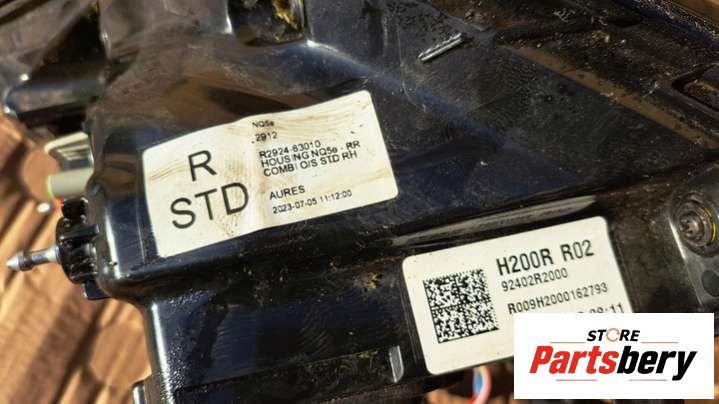 NQ5e
2912
R2924-63010
HOUSING NQ5e - RR
COMBI O/S STD RH
R
STD
AURES
2023-07-05 11:12:00
H200R R02
92402R2000
R009H2000162793
STORE
Partsbery